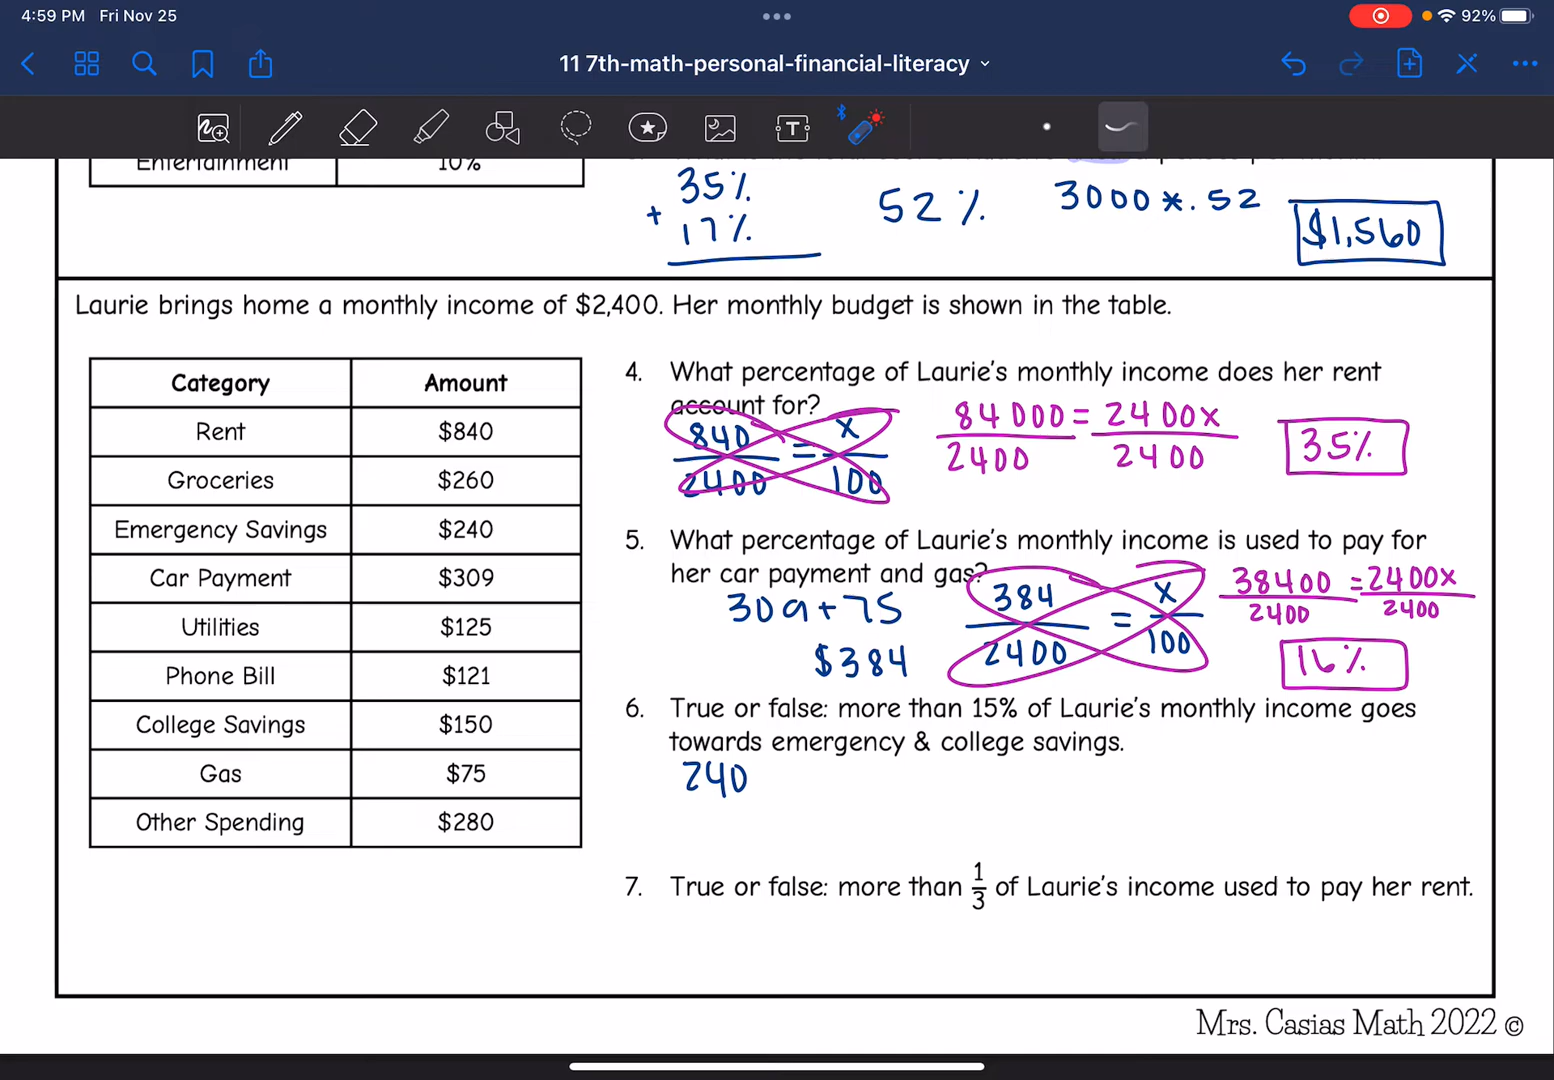 4:59 PM Fri Nov 25
92%
11 7th-math-personal-financial-literacy
T
Entertainment 10%
35%
+ 17%
52%
3000 *. 52
$1,560
Laurie brings home a monthly income of $2,400. Her monthly budget is shown in the table.
Category Amount
Rent $840
Groceries $260
Emergency Savings $240
Car Payment $309
Utilities $125
Phone Bill $121
College Savings $150
Gas $75
Other Spending $280
4. What percentage of Laurie's monthly income does her rent
account for?
840 = x
2400 100
84000 = 2400x
2400 2400
35%
5. What percentage of Laurie's monthly income is used to pay for
her car payment and gas?
309+75
$384
384 = x
2400 100
38400 = 2400x
2400 2400
16%
6. True or false: more than 15% of Laurie's monthly income goes
towards emergency & college savings.
240
7. True or false: more than 1/3 of Laurie's income used to pay her rent.
Mrs. Casias Math 2022 ©